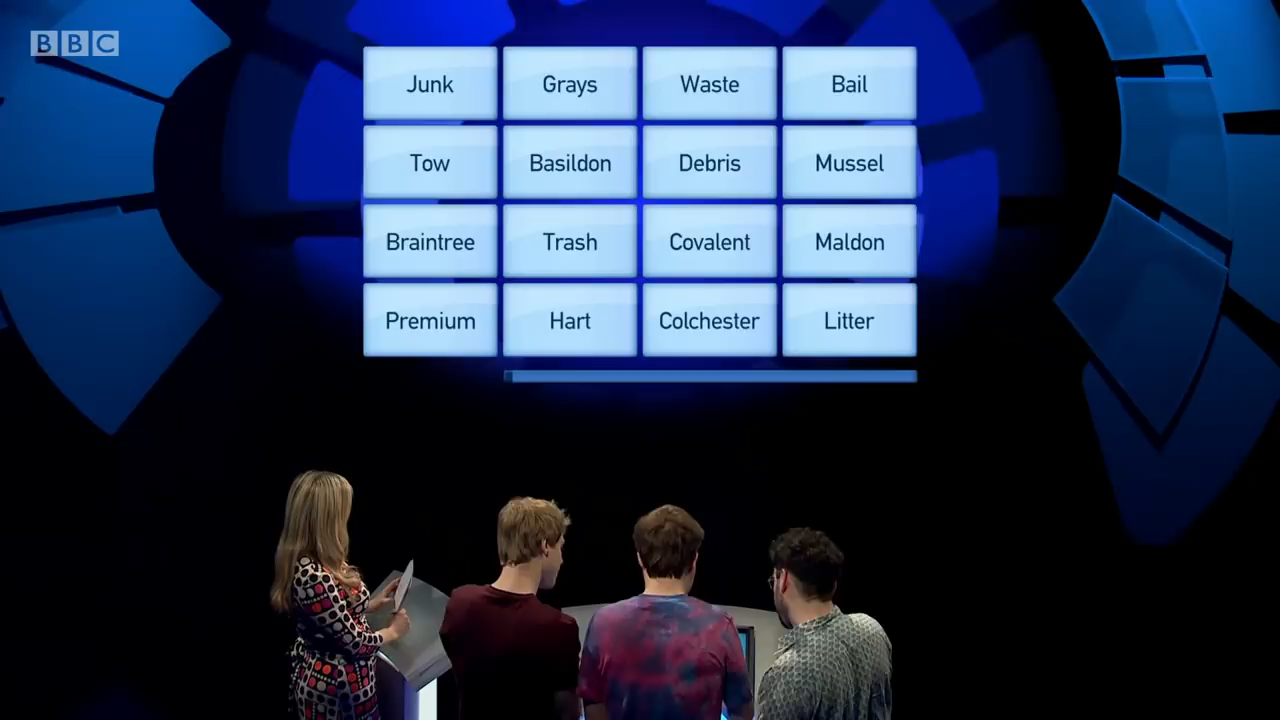 BBC
Junk Grays Waste Bail
Tow Basildon Debris Mussel
Braintree Trash Covalent Maldon
Premium Hart Colchester Litter